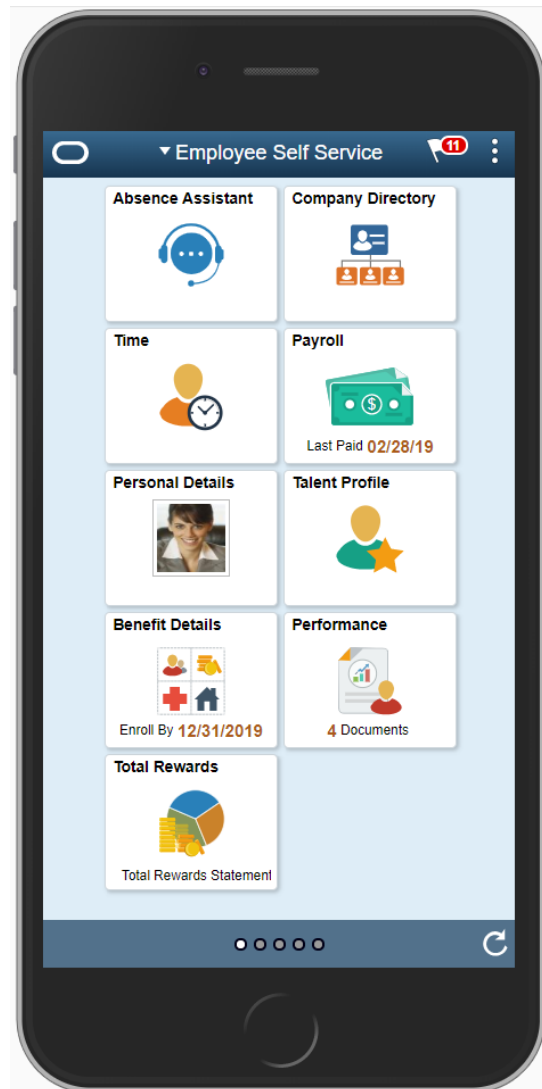 Employee Self Service
11
Absence Assistant
Company Directory
Time
Payroll
Last Paid 02/28/19
Personal Details
Talent Profile
Benefit Details
Enroll By 12/31/2019
Performance
4 Documents
Total Rewards
Total Rewards Statement